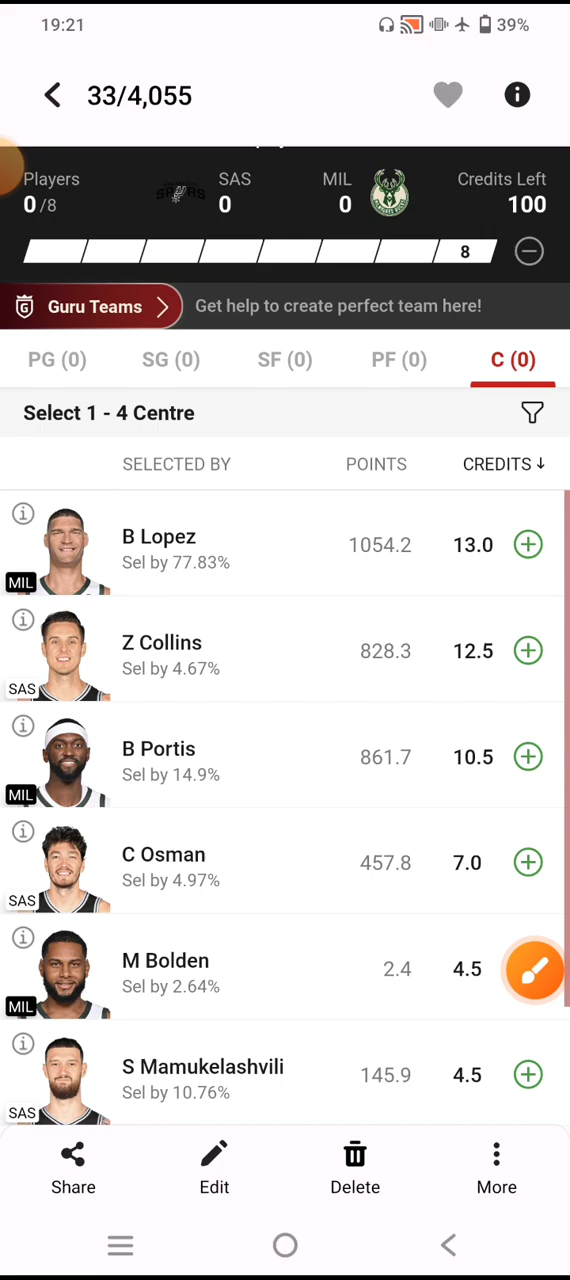 19:21
39%
33/4,055
Players
SAS
MIL
Credits Left
0/8
SPURS
0
0
100
8
Guru Teams
Get help to create perfect team here!
PG (0) SG (0) SF (0) PF (0) C (0)
Select 1 - 4 Centre
SELECTED BY POINTS CREDITS ↓
B Lopez
Sel by 77.83%
1054.2 13.0
MIL
Z Collins
Sel by 4.67%
828.3 12.5
SAS
B Portis
Sel by 14.9%
861.7 10.5
MIL
C Osman
Sel by 4.97%
457.8 7.0
SAS
M Bolden
Sel by 2.64%
2.4 4.5
MIL
S Mamukelashvili
Sel by 10.76%
145.9 4.5
SAS
Share Edit Delete More